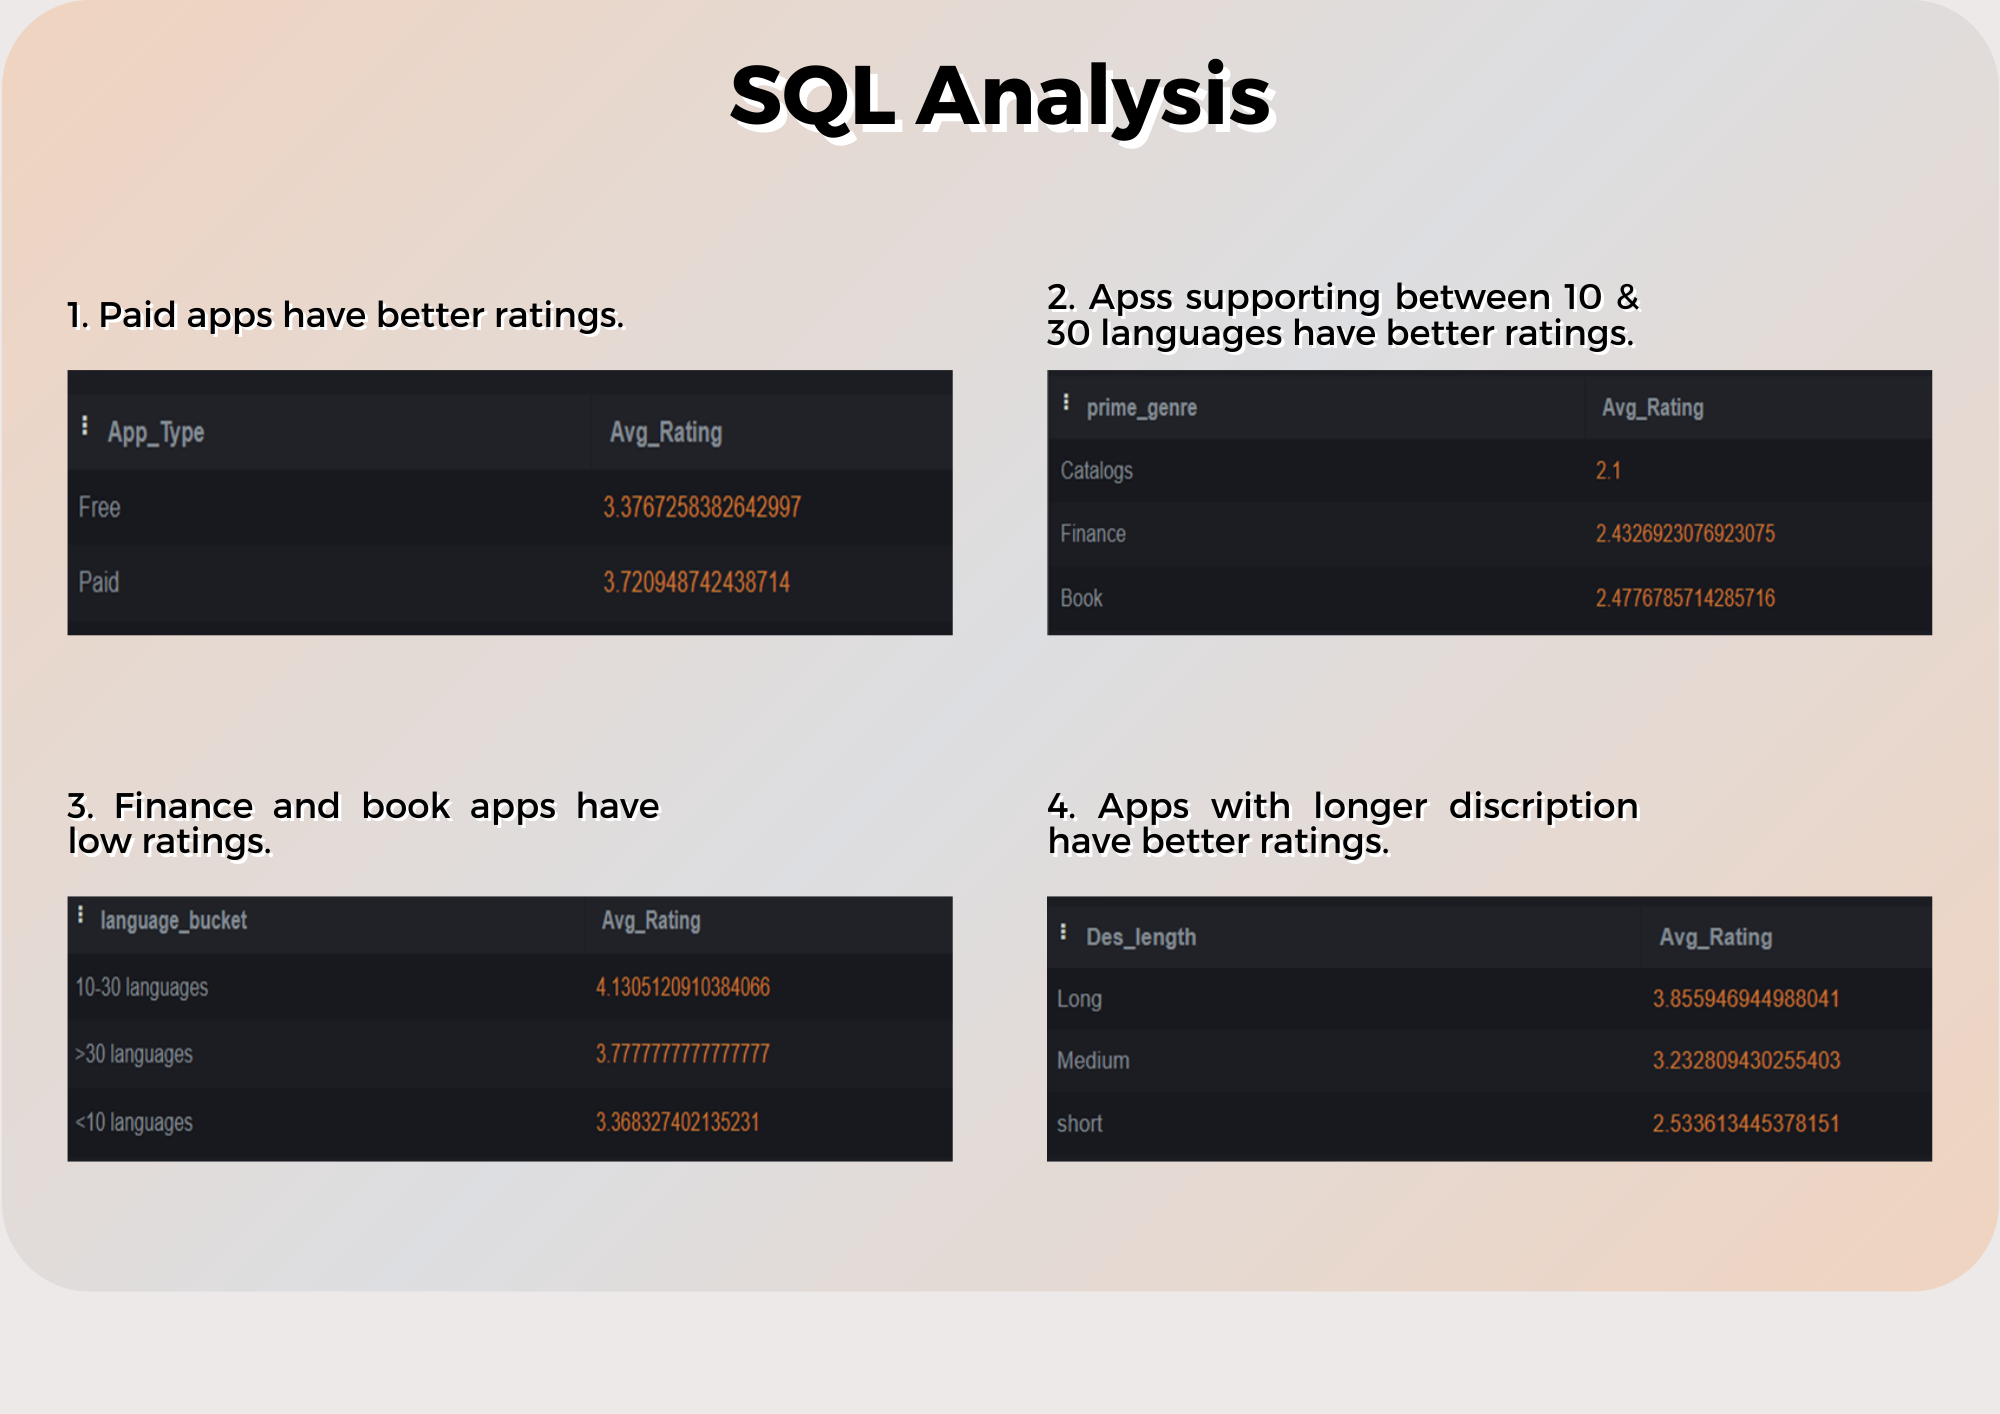 SQL Analysis
1. Paid apps have better ratings.
App_Type Avg_Rating
Free 3.3767258382642997
Paid 3.720948742438714
2. Apss supporting between 10 &
30 languages have better ratings.
prime_genre Avg_Rating
Catalogs 2.1
Finance 2.4326923076923075
Book 2.4776785714285716
3. Finance and book apps have
low ratings.
language_bucket Avg_Rating
10-30 languages 4.1305120910384066
>30 languages 3.7777777777777777
<10 languages 3.368327402135231
4. Apps with longer discription
have better ratings.
Des_length Avg_Rating
Long 3.855946944988041
Medium 3.232809430255403
short 2.533613445378151